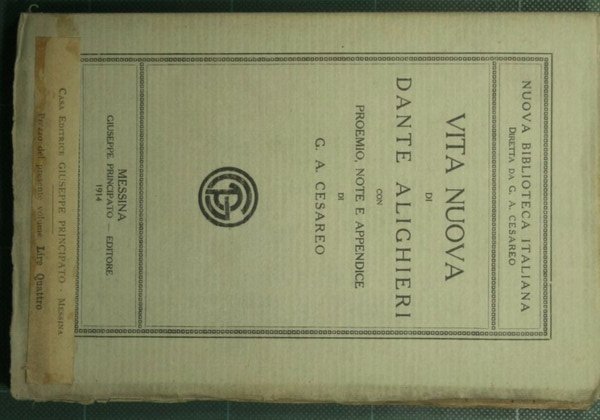 NUOVA BIBLIOTECA ITALIANA
DIRETTA DA G. A. CESAREO
VITA NUOVA
DI
DANTE ALIGHIERI
CON
PROEMIO, NOTE E APPENDICE
DI
G. A. CESAREO
MESSINA
GIUSEPPE PRINCIPATO — EDITORE
1914
CASA EDITRICE GIUSEPPE PRINCIPATO - MESSINA
Prezzo del presente volume Lire Quattro